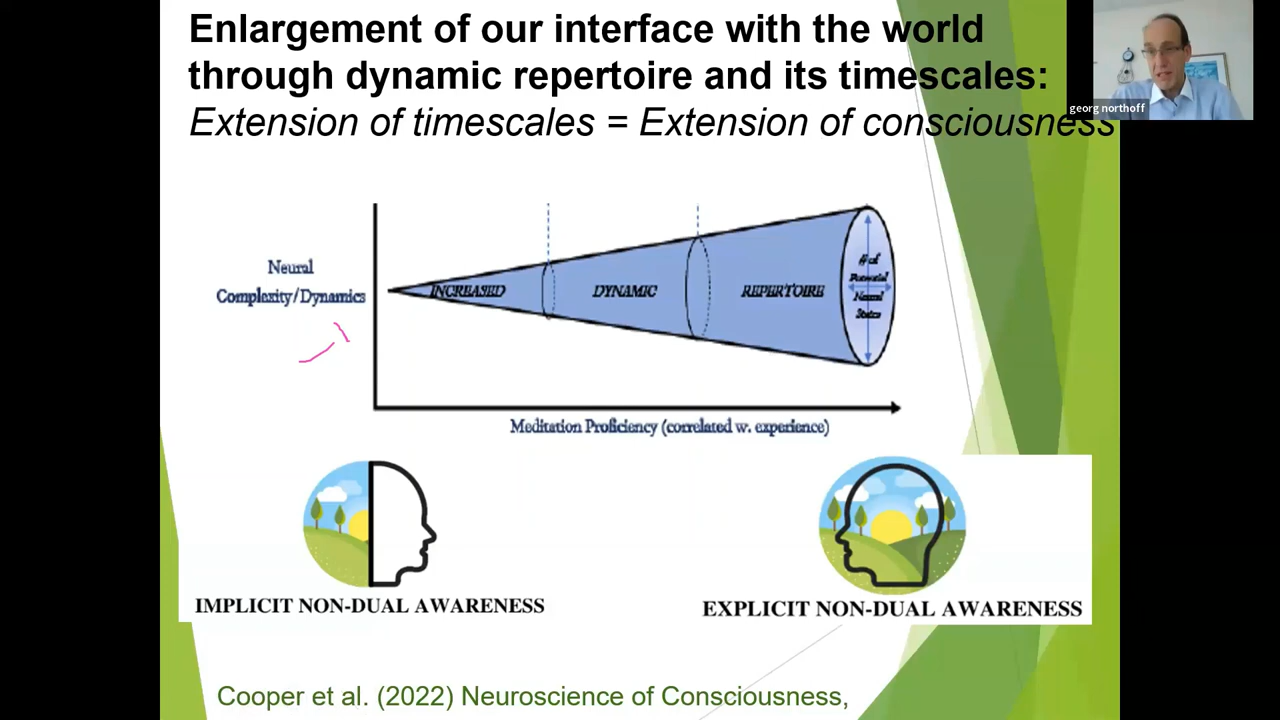 Enlargement of our interface with the world
through dynamic repertoire and its timescales:
Extension of timescales = Extension of consciousness
georg northoff
Neural
Complexity/Dynamics
INCREASED
DYNAMIC
REPERTOIRE
# of
Potential
Neural
States
Meditation Proficiency (correlated w. experience)
IMPLICIT NON-DUAL AWARENESS
EXPLICIT NON-DUAL AWARENESS
Cooper et al. (2022) Neuroscience of Consciousness,